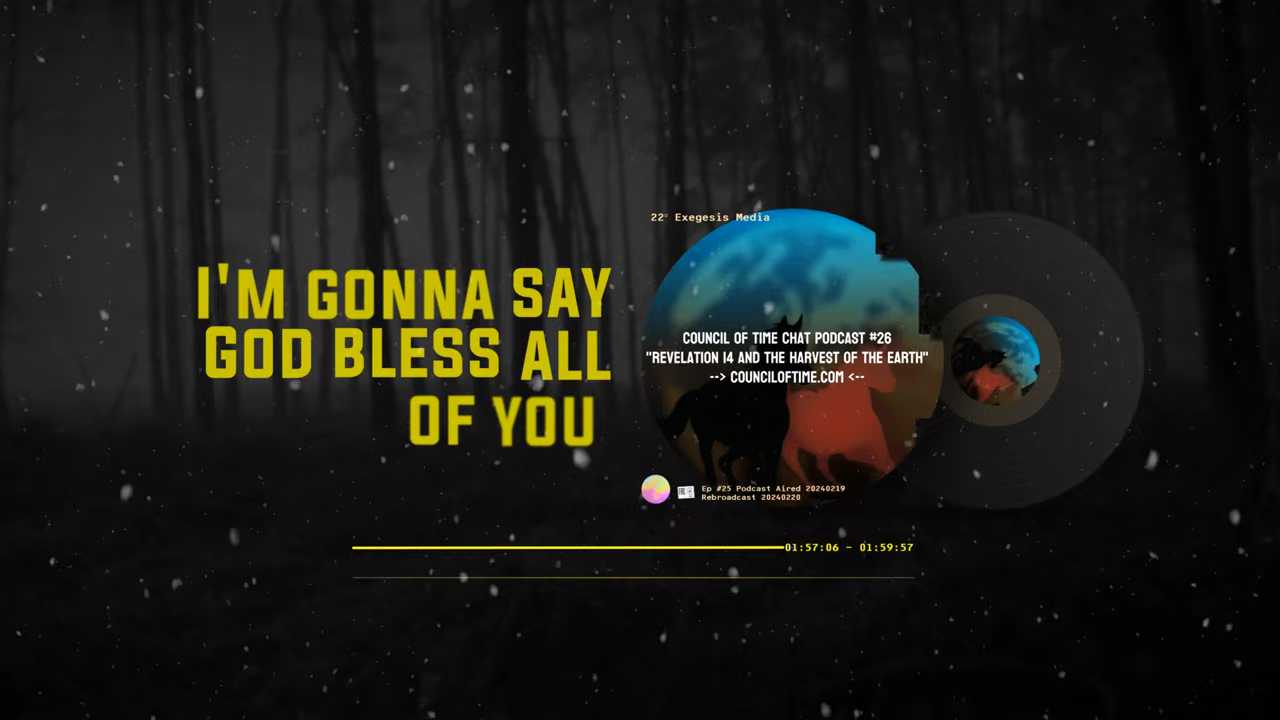 I'M GONNA SAY
GOD BLESS ALL
OF YOU
22° Exegesis Media
COUNCIL OF TIME CHAT PODCAST #26
"REVELATION 14 AND THE HARVEST OF THE EARTH"
--> COUNCILOFTIME.COM <--
Ep #25 Podcast Aired 20240219
Rebroadcast 20240220
01:57:06 - 01:59:57